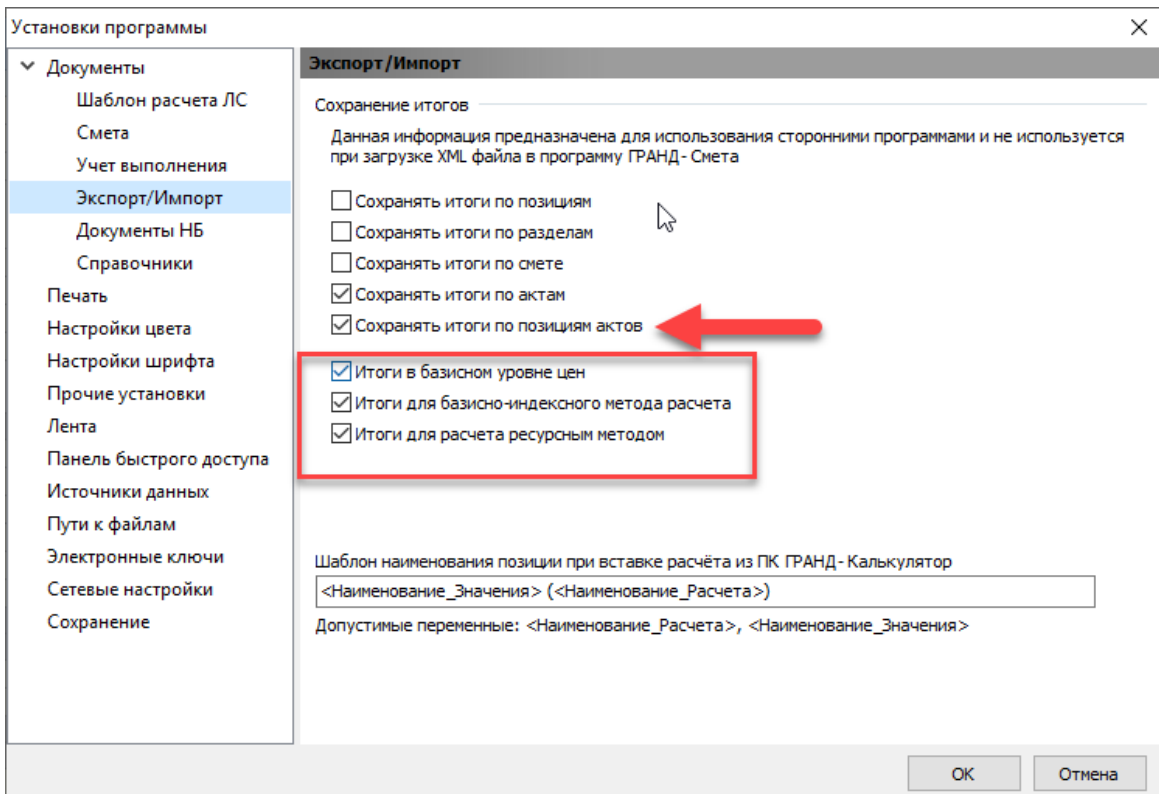 Установки программы
Документы
Шаблон расчета ЛС
Смета
Учет выполнения
Экспорт/Импорт
Документы НБ
Справочники
Печать
Настройки цвета
Настройки шрифта
Прочие установки
Лента
Панель быстрого доступа
Источники данных
Пути к файлам
Электронные ключи
Сетевые настройки
Сохранение
Экспорт/Импорт
Сохранение итогов
Данная информация предназначена для использования сторонними программами и не используется
при загрузке XML файла в программу ГРАНД-Смета
Сохранять итоги по позициям
Сохранять итоги по разделам
Сохранять итоги по смете
Сохранять итоги по актам
Сохранять итоги по позициям актов
Итоги в базисном уровне цен
Итоги для базисно-индексного метода расчета
Итоги для расчета ресурсным методом
Шаблон наименования позиции при вставке расчёта из ПК ГРАНД-Калькулятор
<Наименование_Значения> (<Наименование_Расчета>)
Допустимые переменные: <Наименование_Расчета>, <Наименование_Значения>
ОК
Отмена